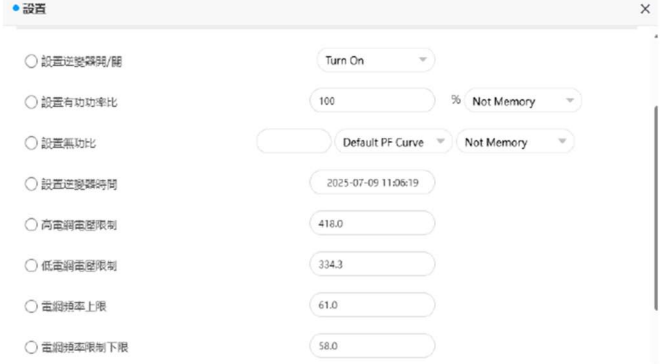 設置
設置逆變器開/關 Turn On
設置有功功率比 100 % Not Memory
設置無功比 Default PF Curve Not Memory
設置逆變器時間 2025-07-09 11:06:19
高電網電壓限制 418.0
低電網電壓限制 334.3
電網頻率上限 61.0
電網頻率限制下限 58.0